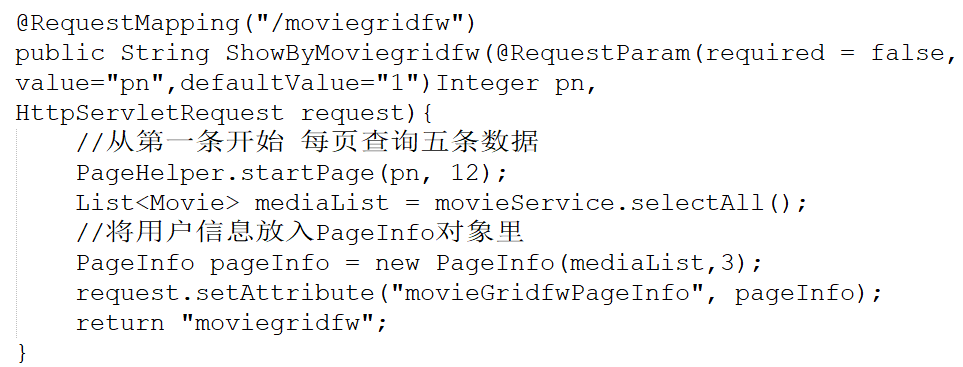 @RequestMapping("/moviegridfw")
public String ShowByMoviegridfw(@RequestParam(required = false,
value="pn",defaultValue="1")Integer pn,
HttpServletRequest request){
    //从第一条开始 每页查询五条数据
    PageHelper.startPage(pn, 12);
    List<Movie> mediaList = movieService.selectAll();
    //将用户信息放入PageInfo对象里
    PageInfo pageInfo = new PageInfo(mediaList,3);
    request.setAttribute("movieGridfwPageInfo", pageInfo);
    return "moviegridfw";
}